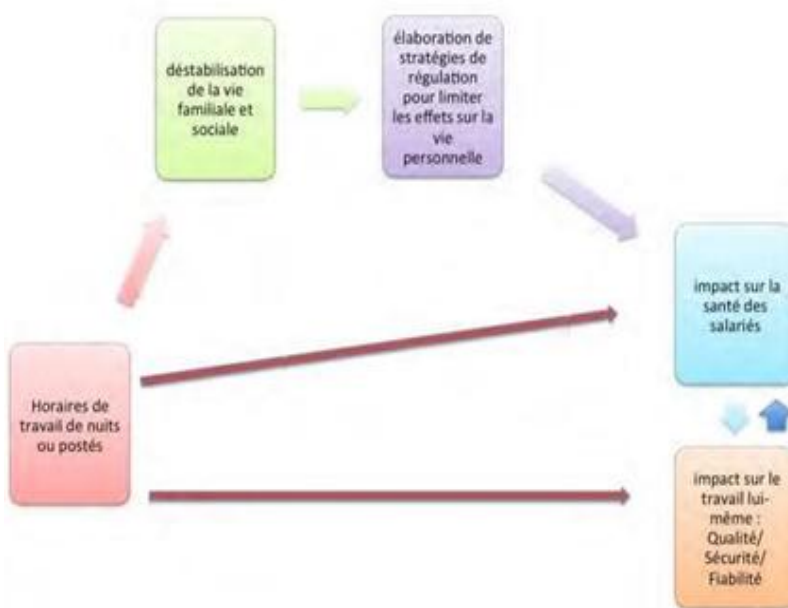 déstabilisation
de la vie
familiale et
sociale
élaboration de
stratégies de
régulation
pour limiter
les effets sur la
vie
personnelle
impact sur la
santé des
salariés
Horaires de
travail de nuits
ou postés
impact sur le
travail lui-
même :
Qualité/
Sécurité/
Fiabilité